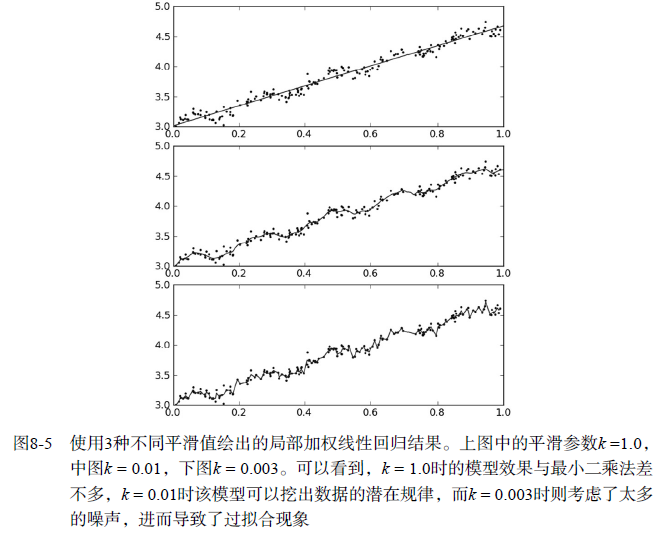 5.0
4.5
4.0
3.5
3.0
0.0 0.2 0.4 0.6 0.8 1.0
5.0
4.5
4.0
3.5
3.0
0.0 0.2 0.4 0.6 0.8 1.0
5.0
4.5
4.0
3.5
3.0
0.0 0.2 0.4 0.6 0.8 1.0
图8-5 使用3种不同平滑值绘出的局部加权线性回归结果。上图中的平滑参数k =1.0,
中图k = 0.01，下图k = 0.003。可以看到，k = 1.0时的模型效果与最小二乘法差
不多，k = 0.01时该模型可以挖出数据的潜在规律，而k = 0.003时则考虑了太多
的噪声，进而导致了过拟合现象